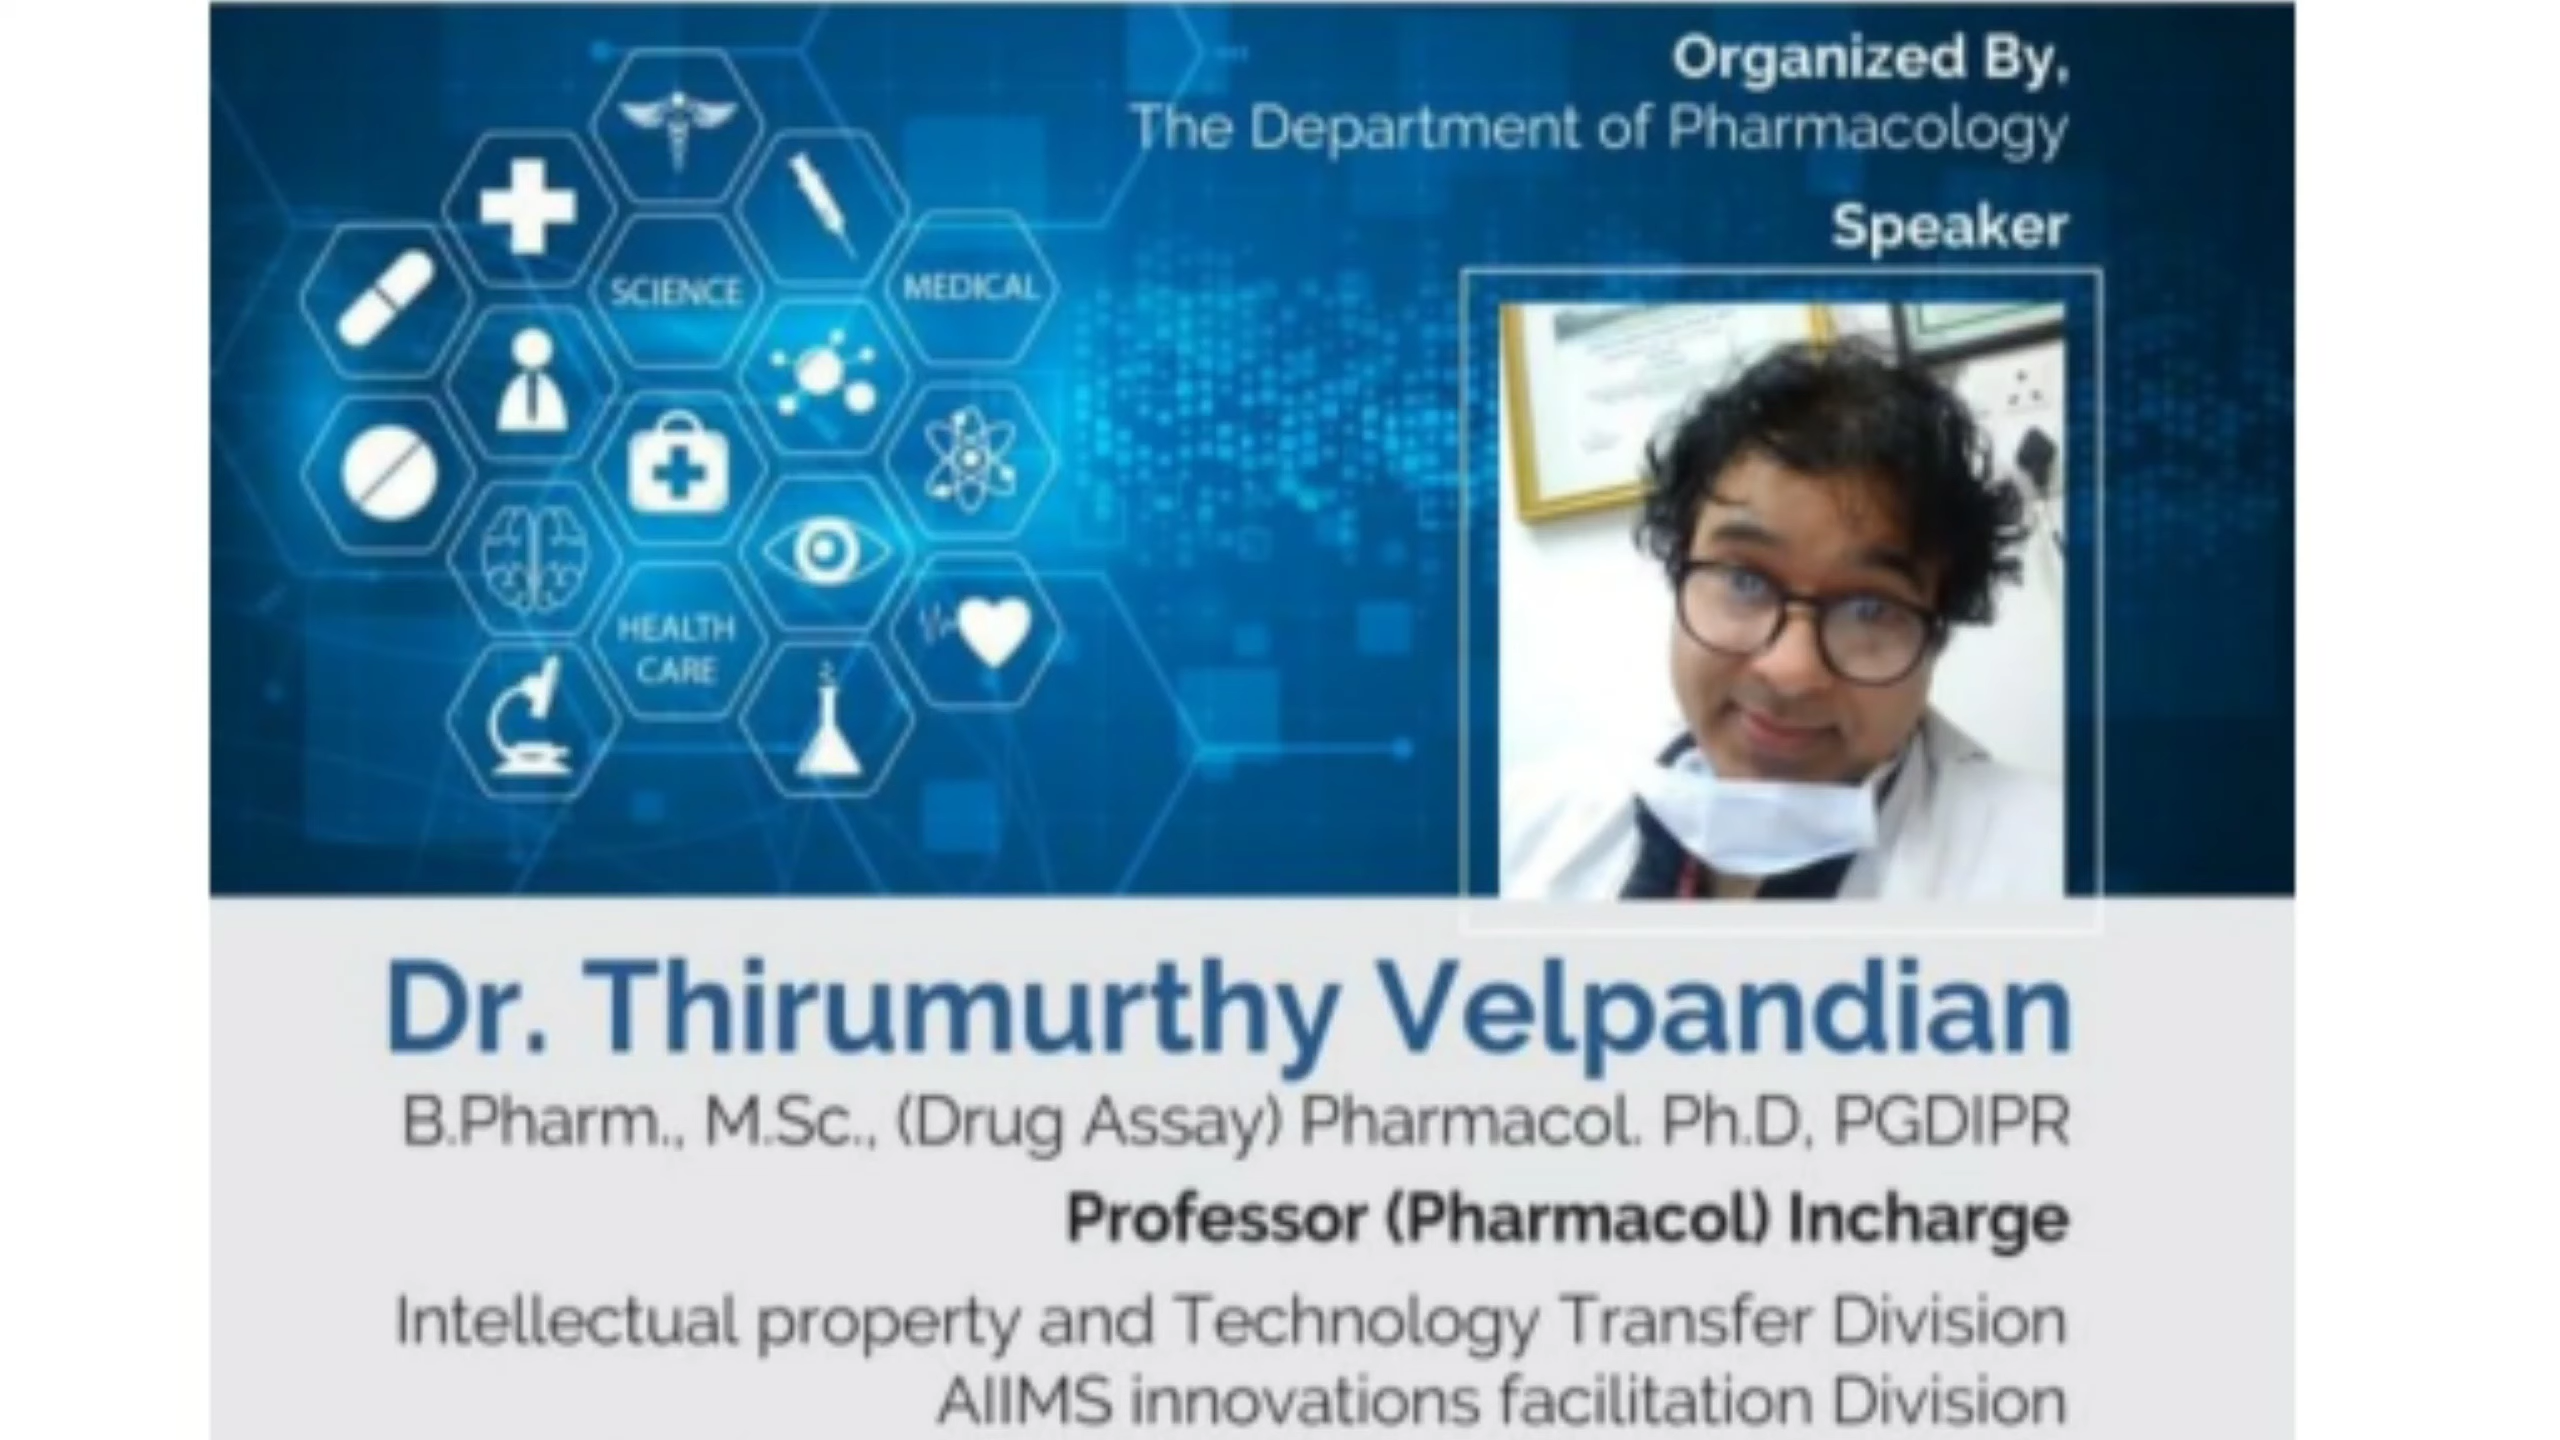 Organized By,
The Department of Pharmacology
Speaker
SCIENCE
MEDICAL
HEALTH
CARE
Dr. Thirumurthy Velpandian
B.Pharm., M.Sc., (Drug Assay) Pharmacol. Ph.D, PGDIPR
Professor (Pharmacol) Incharge
Intellectual property and Technology Transfer Division
AIIMS innovations facilitation Division